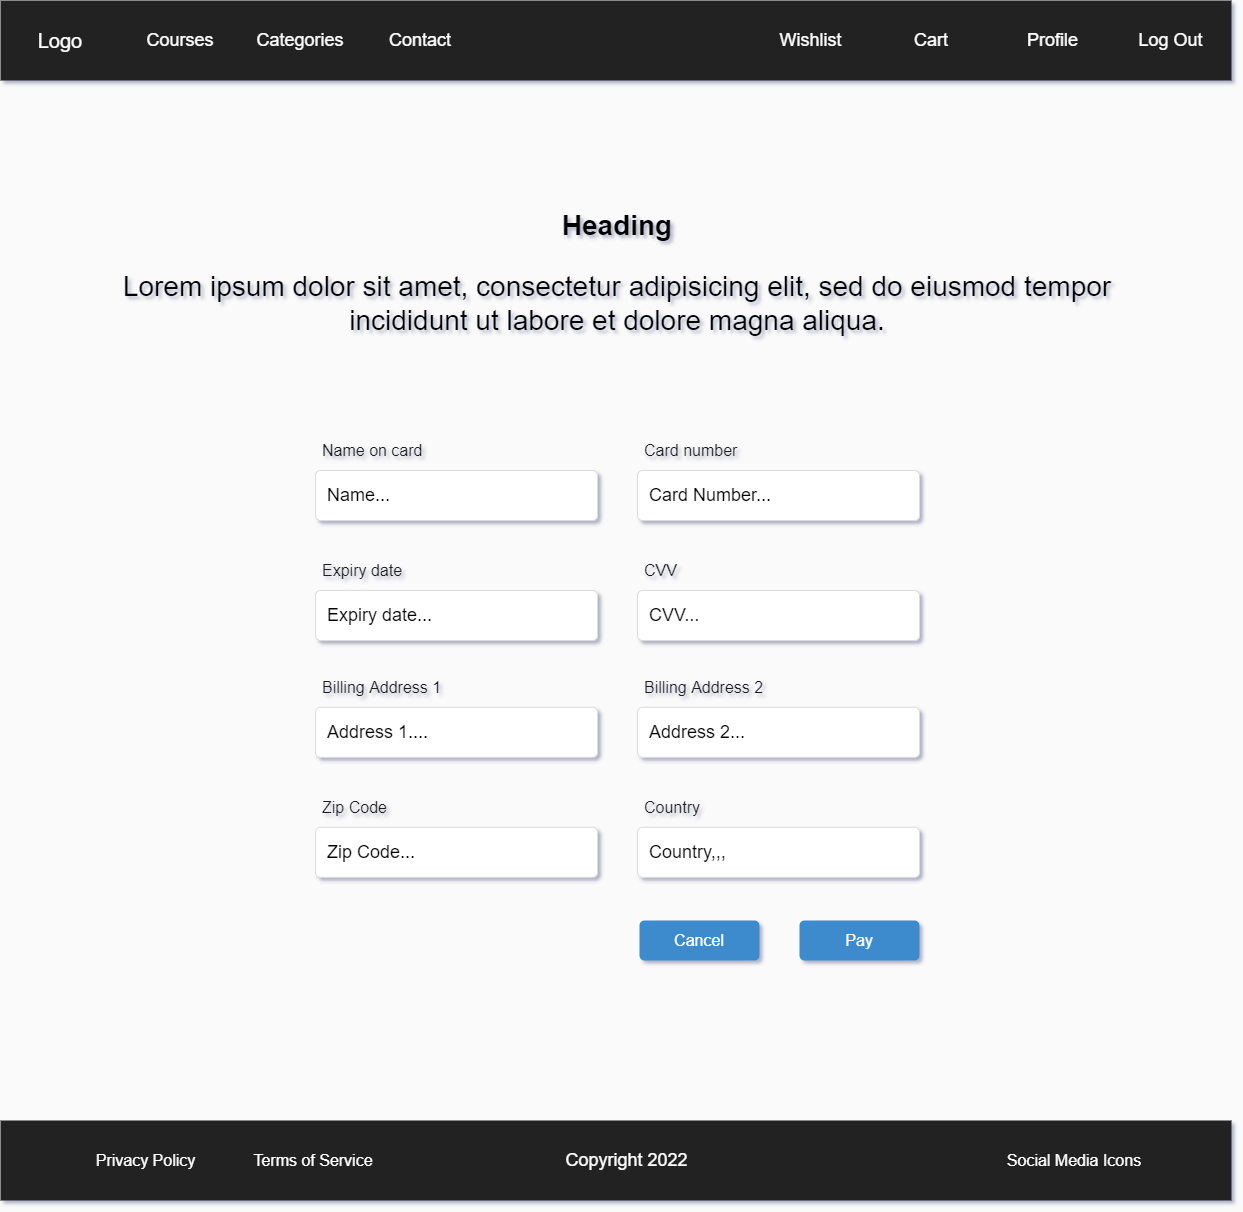 Logo Courses Categories Contact Wishlist Cart Profile Log Out
Heading
Lorem ipsum dolor sit amet, consectetur adipisicing elit, sed do eiusmod tempor
incididunt ut labore et dolore magna aliqua.
Name on card Card number
Name... Card Number...
Expiry date CVV
Expiry date... CVV...
Billing Address 1 Billing Address 2
Address 1.... Address 2...
Zip Code Country
Zip Code... Country,,,
Cancel Pay
Privacy Policy Terms of Service Copyright 2022 Social Media Icons